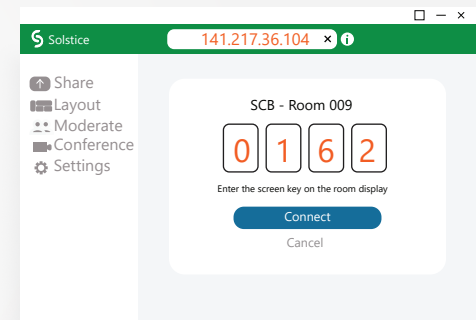 Solstice
141.217.36.104
Share
Layout
Moderate
Conference
Settings
SCB - Room 009
0 1 6 2
Enter the screen key on the room display
Connect
Cancel